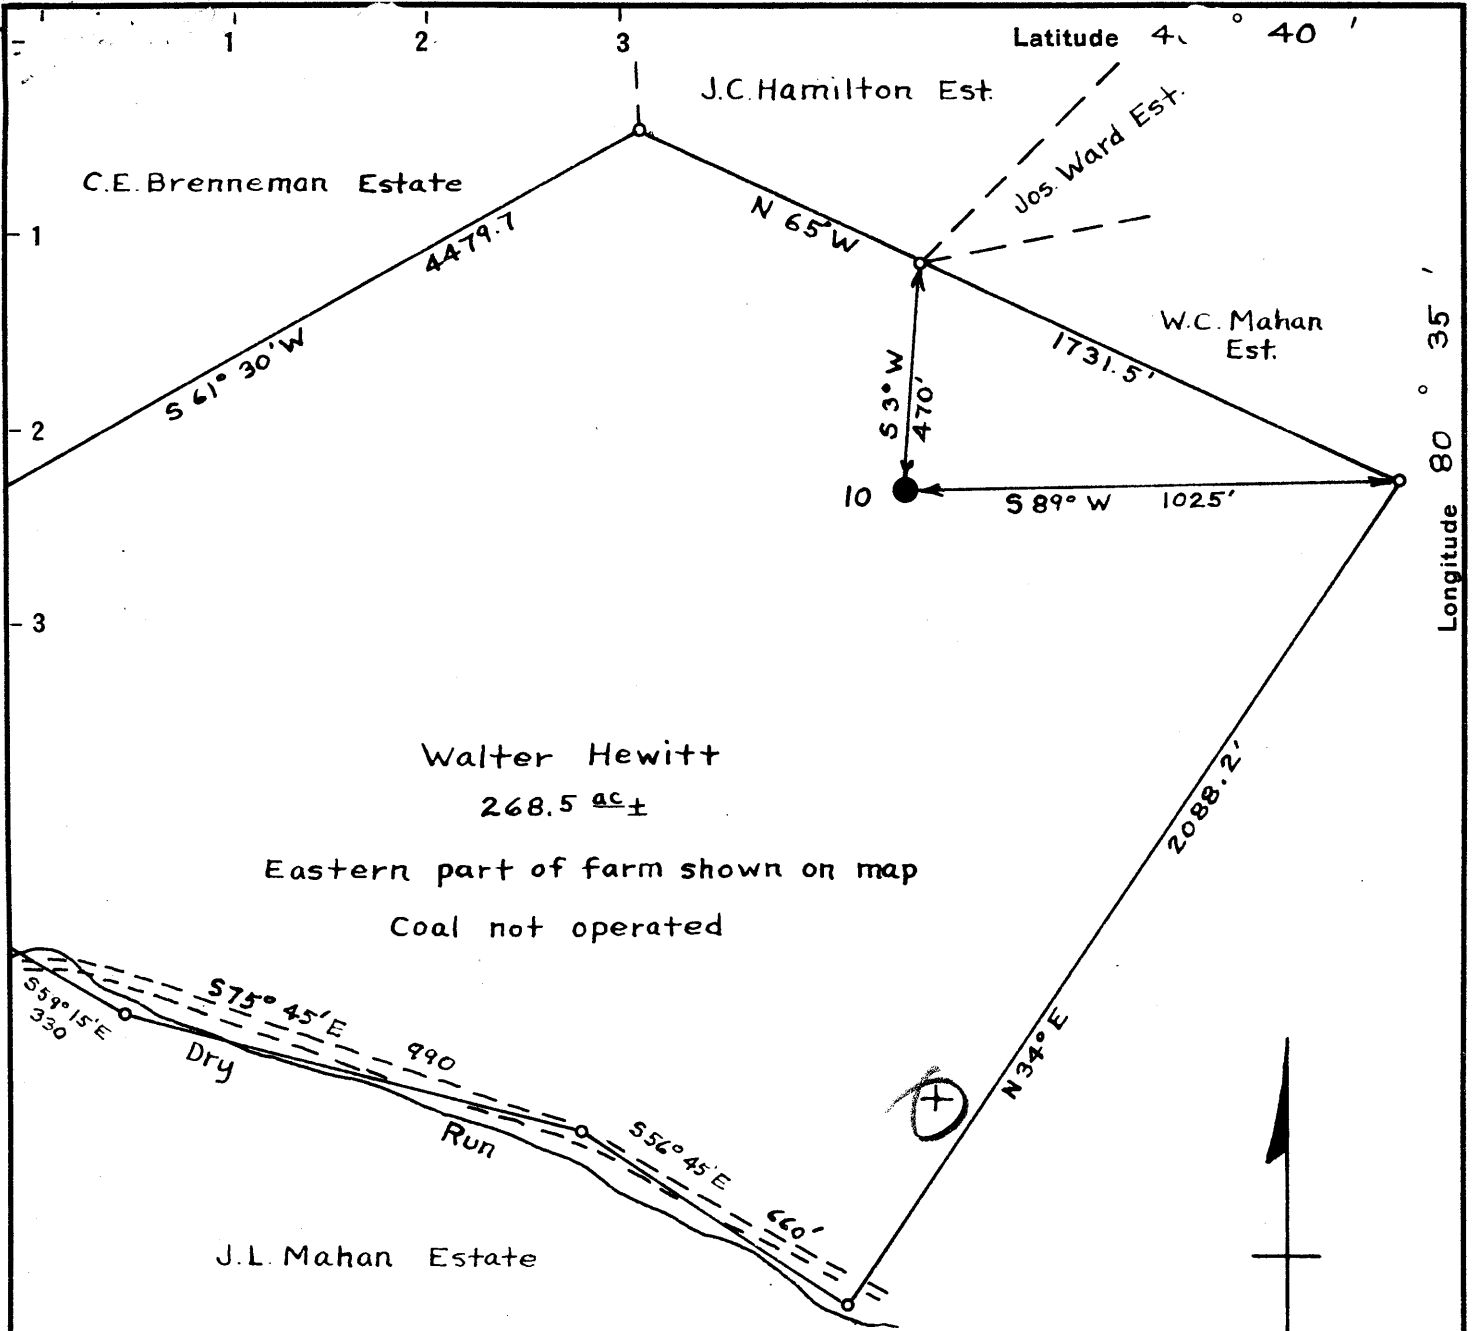 1 2 3
Latitude 4 ° 40 '
J.C. Hamilton Est.
Jos. Ward Est.
C.E. Brenneman Estate
N 65° W
4479.7
1
W.C. Mahan
Est.
1731.5'
S 61° 30' W
S 3° W
470'
Longitude 80 ° 35 '
2
10
S 89° W 1025'
3
Walter Hewitt
268.5 ac ±
2088.2'
Eastern part of farm shown on map
Coal not operated
S 59° 15' E
330
S 75° 45' E
990
Dry
Run
N 34° E
S 56° 45' E
660'
J.L. Mahan Estate